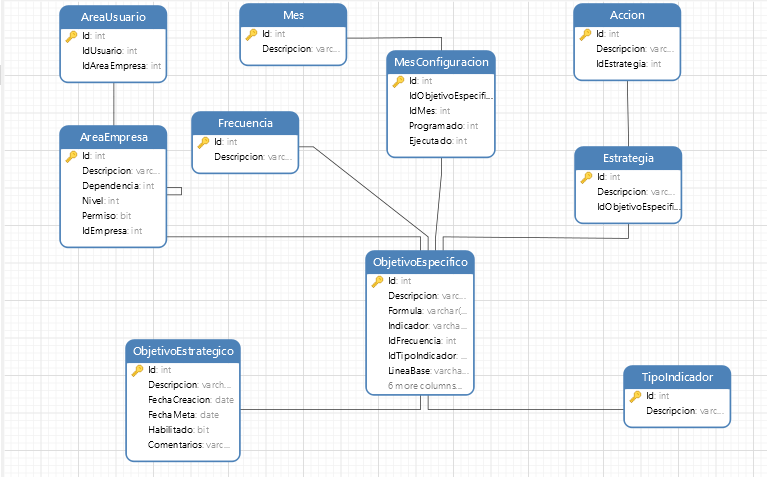 AreaUsuario
Id: int
IdUsuario: int
IdAreaEmpresa: int
Mes
Id: int
Descripcion: varc...
MesConfiguracion
Id: int
IdObjetivoEspecifi...
IdMes: int
Programado: int
Ejecutado: int
Accion
Id: int
Descripcion: varc...
IdEstrategia: int
AreaEmpresa
Id: int
Descripcion: varc...
Dependencia: int
Nivel: int
Permiso: bit
IdEmpresa: int
Frecuencia
Id: int
Descripcion: varc...
Estrategia
Id: int
Descripcion: varc...
IdObjetivoEspecifi...
ObjetivoEspecifico
Id: int
Descripcion: varc...
Formula: varchar(...
Indicador: varcha...
IdFrecuencia: int
IdTipoIndicador: ...
LineaBase: varcha...
6 more columns...
ObjetivoEstrategico
Id: int
Descripcion: varch...
FechaCreacion: date
FechaMeta: date
Habilitado: bit
Comentarios: varc...
TipoIndicador
Id: int
Descripcion: varc...